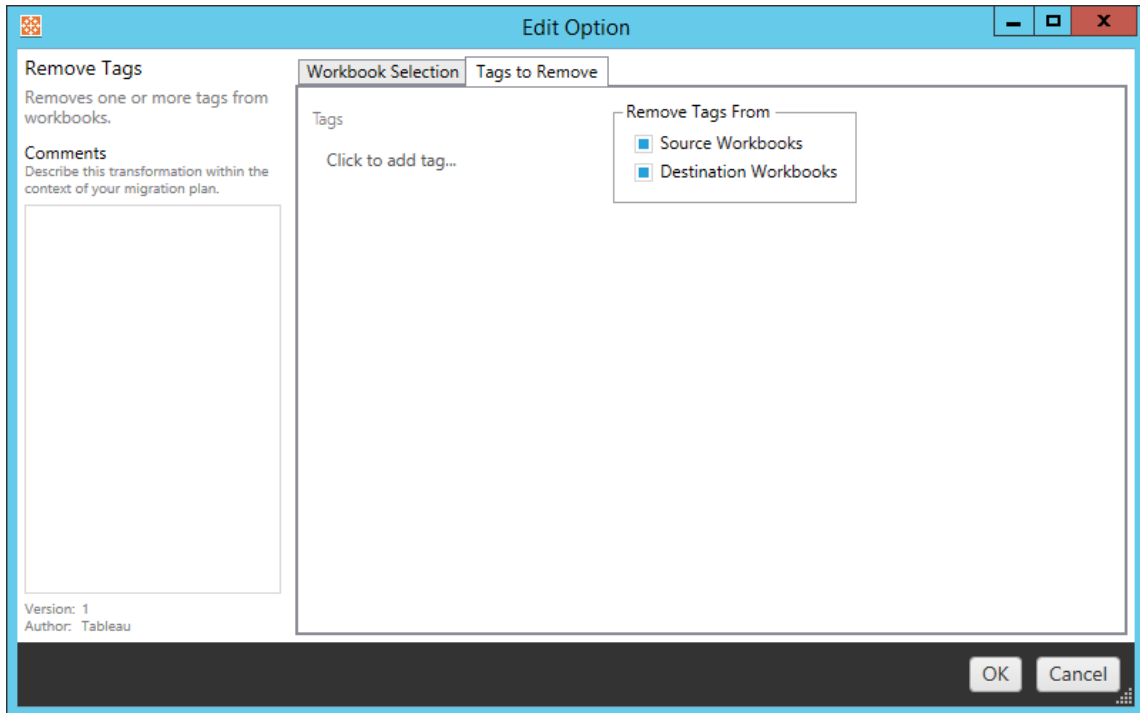 Edit Option
Remove Tags
Removes one or more tags from
workbooks.
Comments
Describe this transformation within the
context of your migration plan.
Version: 1
Author: Tableau
Workbook Selection
Tags to Remove
Tags
Click to add tag...
Remove Tags From
Source Workbooks
Destination Workbooks
OK
Cancel